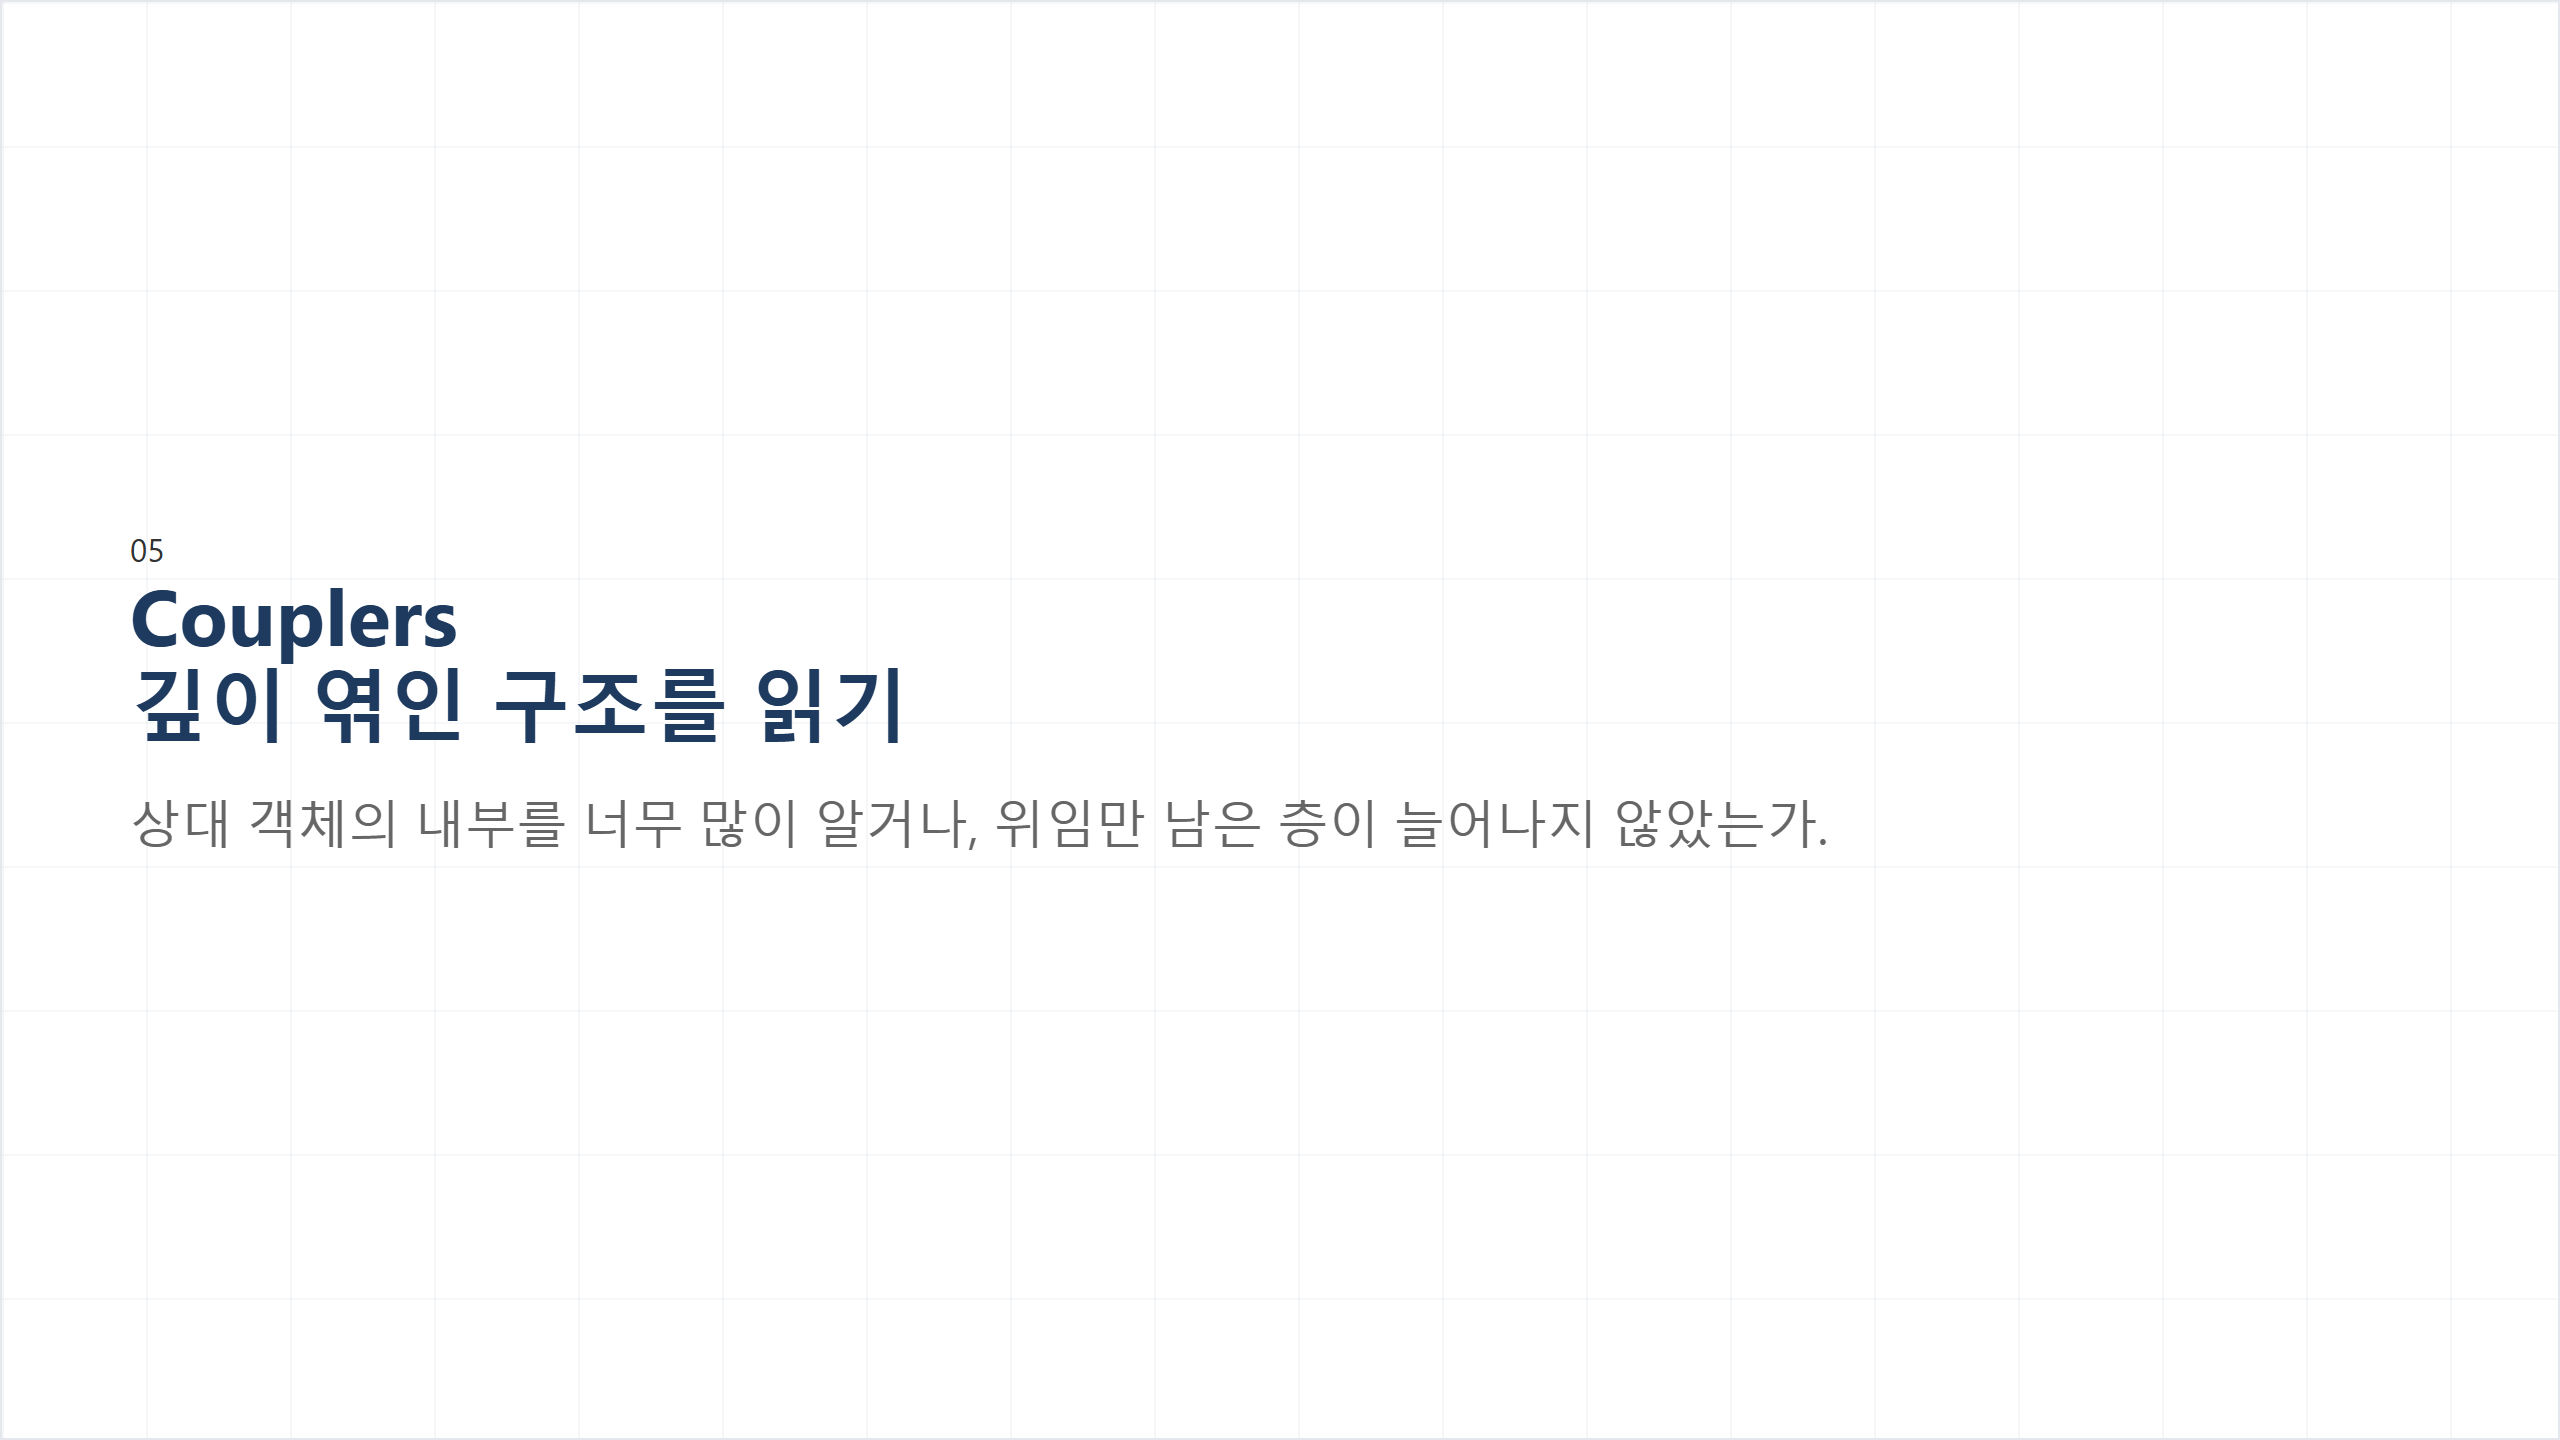 05
Couplers
깊이 엮인 구조를 읽기
상대 객체의 내부를 너무 많이 알거나, 위임만 남은 층이 늘어나지 않았는가.